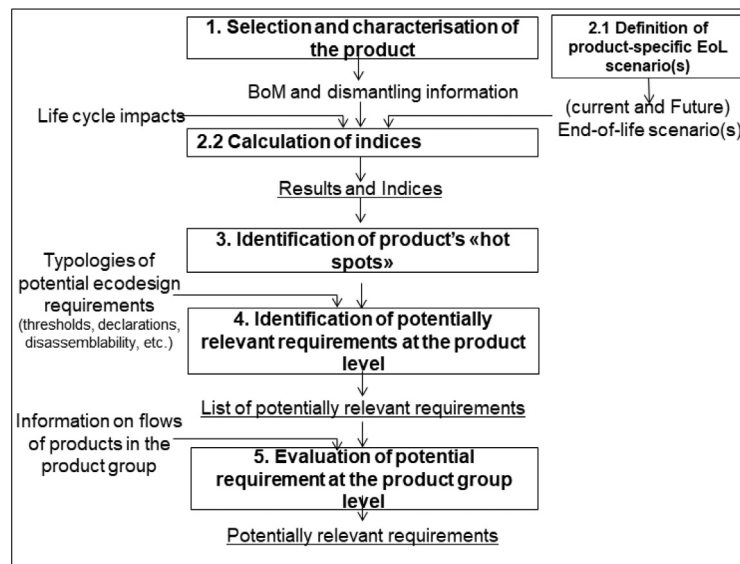 1. Selection and characterisation of
the product
2.1 Definition of
product-specific EoL
scenario(s)
BoM and dismantling information
Life cycle impacts
(current and Future)
End-of-life scenario(s)
2.2 Calculation of indices
Results and Indices
3. Identification of product's «hot
spots»
Typologies of
potential ecodesign
requirements
(thresholds, declarations,
disassemblability, etc.)
4. Identification of potentially
relevant requirements at the product
level
List of potentially relevant requirements
Information on flows
of products in the
product group
5. Evaluation of potential
requirement at the product group
level
Potentially relevant requirements